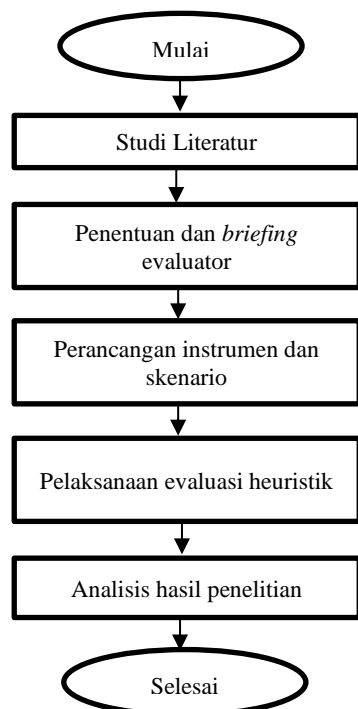 Mulai
Studi Literatur
Penentuan dan briefing
evaluator
Perancangan instrumen dan
skenario
Pelaksanaan evaluasi heuristik
Analisis hasil penelitian
Selesai